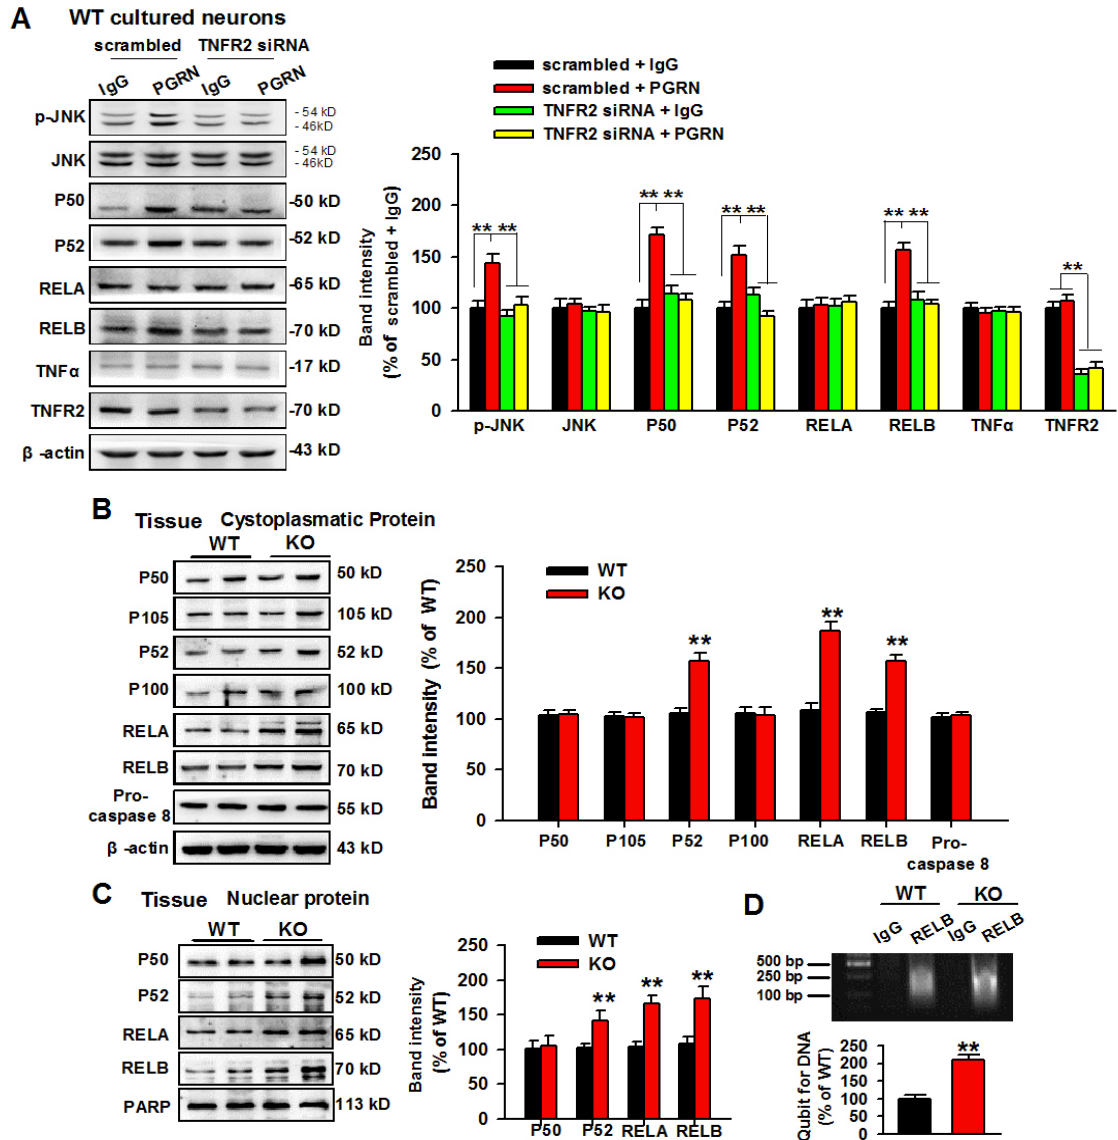 A
WT cultured neurons
scrambled TNFR2 siRNA
IgG PGRN IgG PGRN
p-JNK - 54 kD
- 46kD
JNK - 54 kD
- 46kD
P50 -50 kD
P52 -52 kD
RELA -65 kD
RELB -70 kD
TNFα -17 kD
TNFR2 -70 kD
β -actin -43 kD
scrambled + IgG
scrambled + PGRN
TNFR2 siRNA + IgG
TNFR2 siRNA + PGRN
Band intensity
(% of scrambled + IgG)
250
200
150
100
50
0
** ** ** ** ** ** ** ** **
p-JNK JNK P50 P52 RELA RELB TNFα TNFR2
B
Tissue Cystoplasmatic Protein
WT KO
P50 50 kD
P105 105 kD
P52 52 kD
P100 100 kD
RELA 65 kD
RELB 70 kD
Pro-
caspase 8 55 kD
β -actin 43 kD
WT
KO
Band intensity (% of WT)
250
200
150
100
50
0
** ** **
P50 P105 P52 P100 RELA RELB Pro-
caspase 8
C
Tissue Nuclear protein
WT KO
P50 50 kD
P52 52 kD
RELA 65 kD
RELB 70 kD
PARP 113 kD
WT
KO
Band intensity
(% of WT)
250
200
150
100
50
0
** ** **
P50 P52 RELA RELB
D
WT KO
IgG RELB IgG RELB
500 bp
250 bp
100 bp
Qubit for DNA
(% of WT)
250
200
150
100
50
0
**